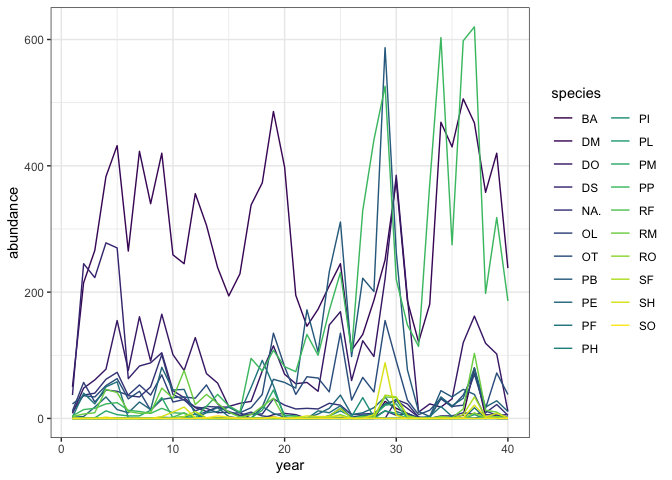 600
400
200
0
abundance
0
10
20
30
40
year
species
BA
DM
DO
DS
NA.
OL
OT
PB
PE
PF
PH
PI
PL
PM
PP
RF
RM
RO
SF
SH
SO